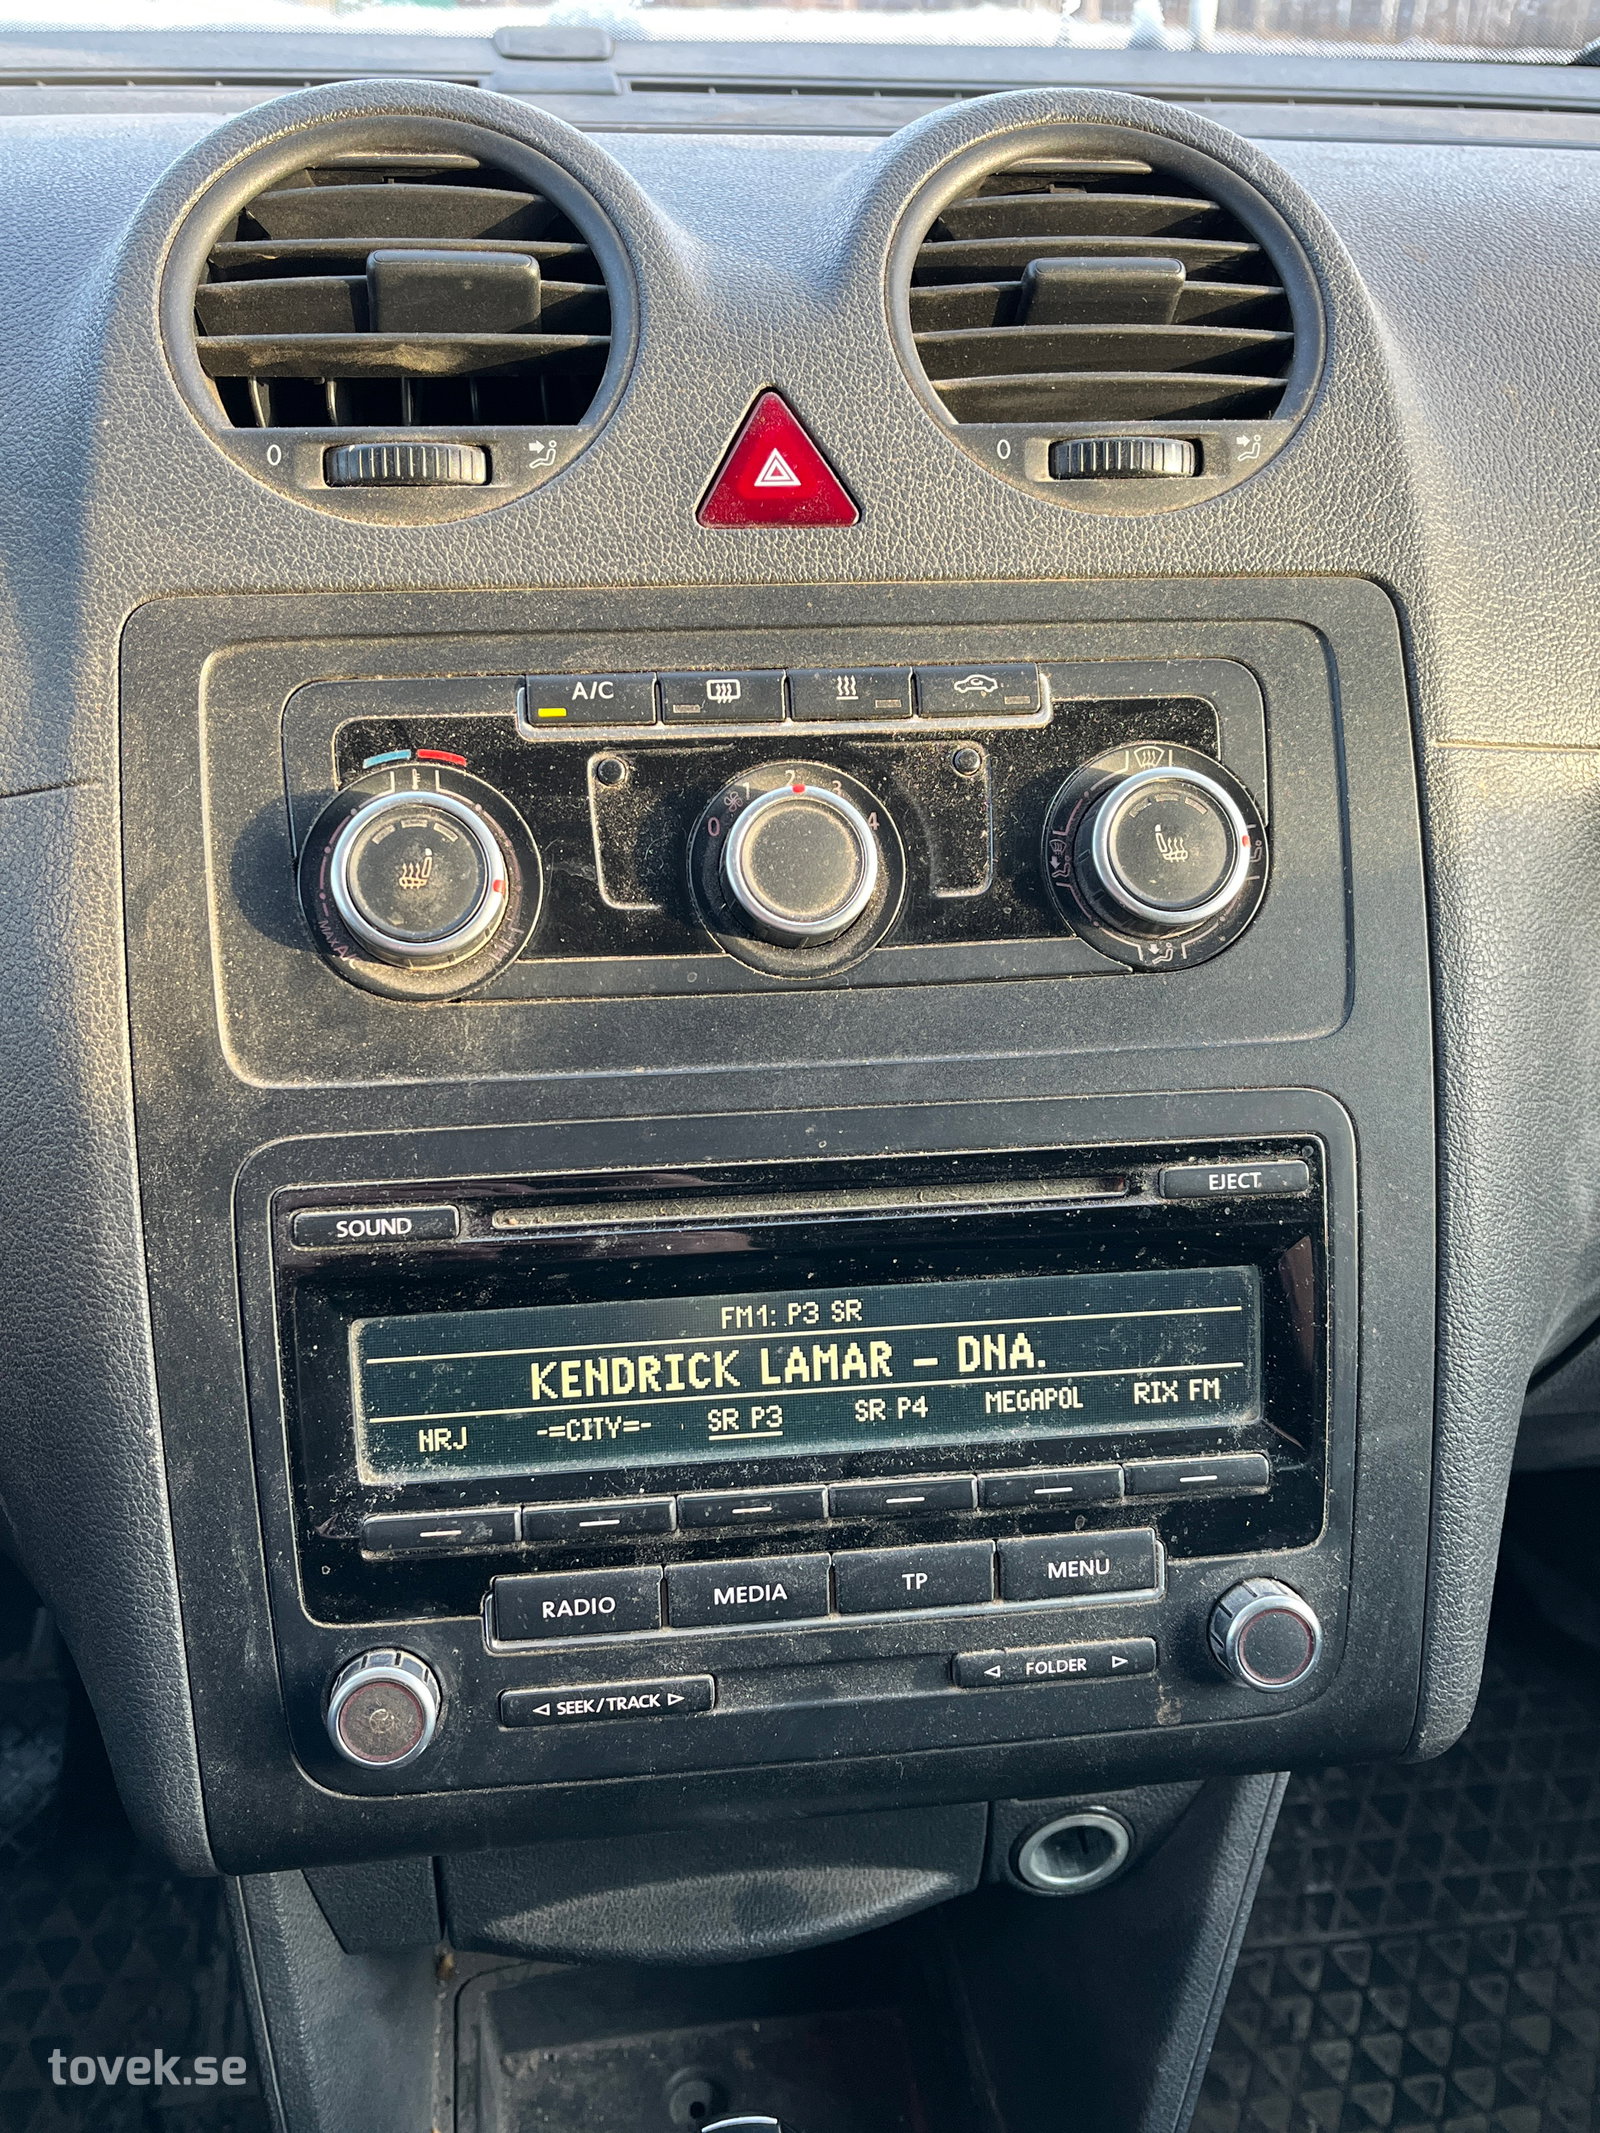 0 0
A/C
0 1 2 3 4
MAX A/C
EJECT
SOUND
FM1: P3 SR
KENDRICK LAMAR - DNA.
NRJ -=CITY=- SR P3 SR P4 MEGAPOL RIX FM
RADIO MEDIA TP MENU
SEEK/TRACK FOLDER
tovek.se